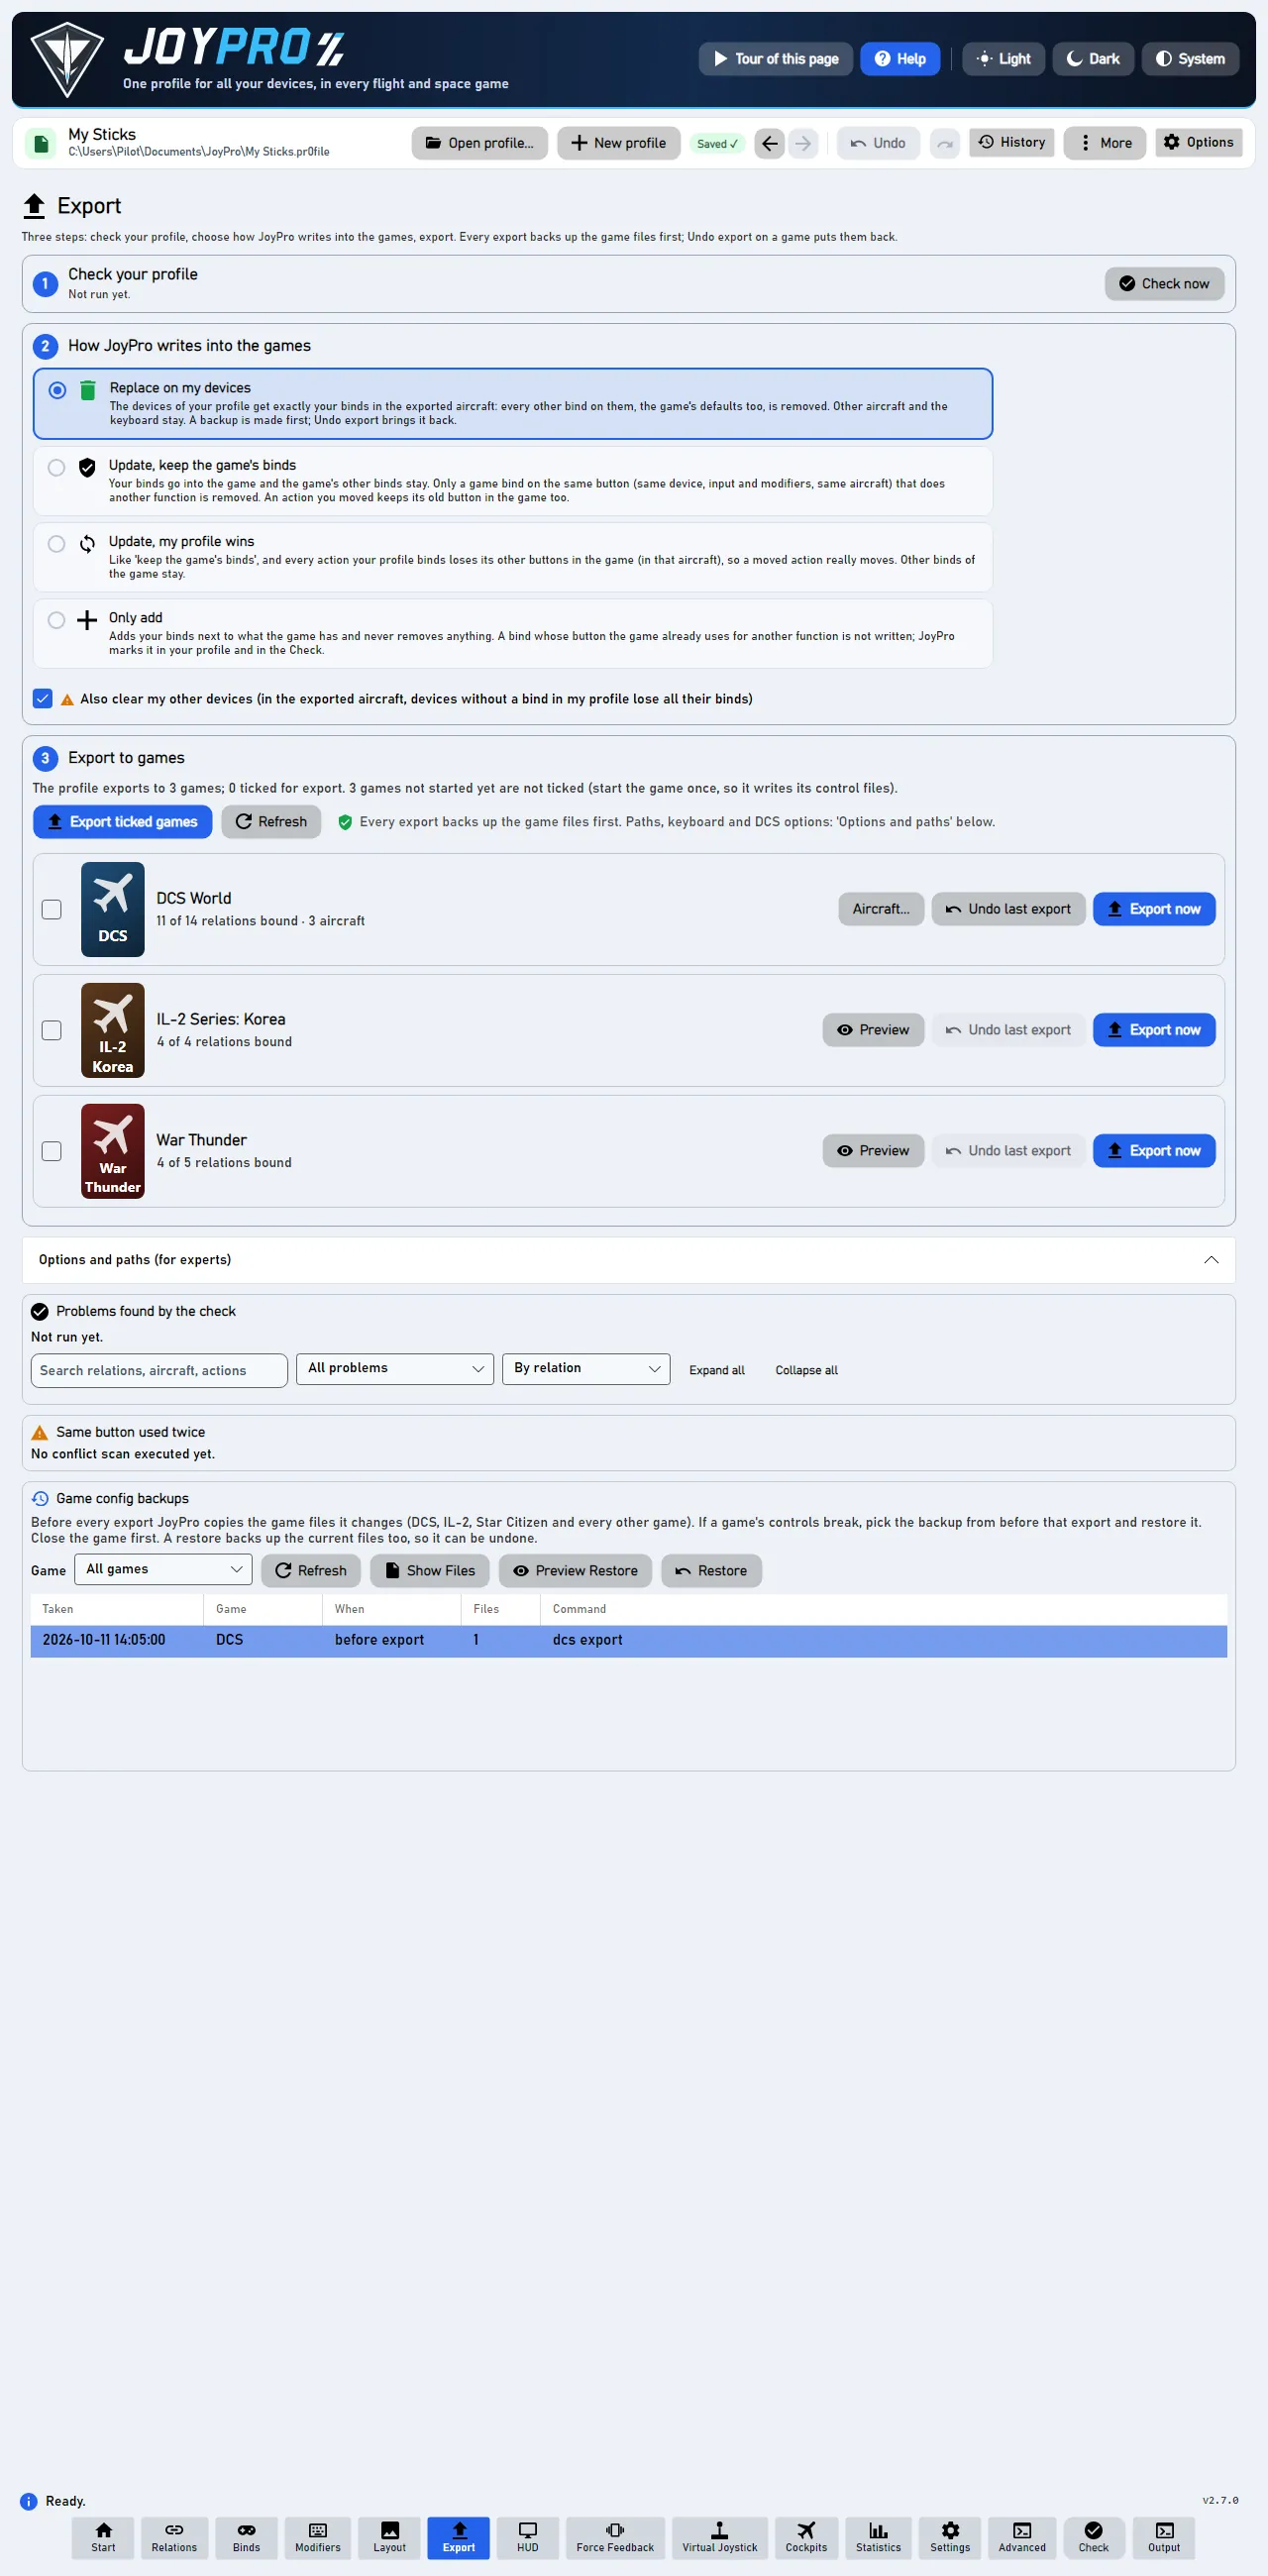 JOYPRO
One profile for all your devices, in every flight and space game
Tour of this page
Help
Light
Dark
System
My Sticks
C:\Users\Pilot\Documents\JoyPro\My Sticks.pr0file
Open profile...
New profile
Saved ✓
Undo
History
More
Options
Export
Three steps: check your profile, choose how JoyPro writes into the games, export. Every export backs up the game files first; Undo export on a game puts them back.
1
Check your profile
Not run yet.
Check now
2
How JoyPro writes into the games
Replace on my devices
The devices of your profile get exactly your binds in the exported aircraft: every other bind on them, the game's defaults too, is removed. Other aircraft and the
keyboard stay. A backup is made first; Undo export brings it back.
Update, keep the game's binds
Your binds go into the game and the game's other binds stay. Only a game bind on the same button (same device, input and modifiers, same aircraft) that does
another function is removed. An action you moved keeps its old button in the game too.
Update, my profile wins
Like 'keep the game's binds', and every action your profile binds loses its other buttons in the game (in that aircraft), so a moved action really moves. Other binds of
the game stay.
Only add
Adds your binds next to what the game has and never removes anything. A bind whose button the game already uses for another function is not written; JoyPro
marks it in your profile and in the Check.
Also clear my other devices (in the exported aircraft, devices without a bind in my profile lose all their binds)
3
Export to games
The profile exports to 3 games; 0 ticked for export. 3 games not started yet are not ticked (start the game once, so it writes its control files).
Export ticked games
Refresh
Every export backs up the game files first. Paths, keyboard and DCS options: 'Options and paths' below.
DCS
DCS World
11 of 14 relations bound · 3 aircraft
Aircraft...
Undo last export
Export now
IL-2
Korea
IL-2 Series: Korea
4 of 4 relations bound
Preview
Undo last export
Export now
War
Thunder
War Thunder
4 of 5 relations bound
Preview
Undo last export
Export now
Options and paths (for experts)
Problems found by the check
Not run yet.
Search relations, aircraft, actions
All problems
By relation
Expand all
Collapse all
Same button used twice
No conflict scan executed yet.
Game config backups
Before every export JoyPro copies the game files it changes (DCS, IL-2, Star Citizen and every other game). If a game's controls break, pick the backup from before that export and restore it.
Close the game first. A restore backs up the current files too, so it can be undone.
Game
All games
Refresh
Show Files
Preview Restore
Restore
Taken
Game
When
Files
Command
2026-10-11 14:05:00
DCS
before export
1
dcs export
Ready.
v2.7.0
Start
Relations
Binds
Modifiers
Layout
Export
HUD
Force Feedback
Virtual Joystick
Cockpits
Statistics
Settings
Advanced
Check
Output